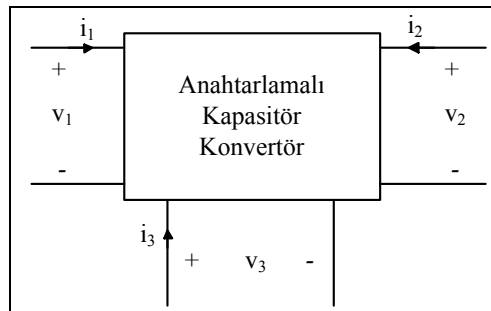 i₁
i₂
+
+
v₁
Anahtarlamalı
Kapasitör
Konvertör
v₂
-
-
i₃
+ v₃ -